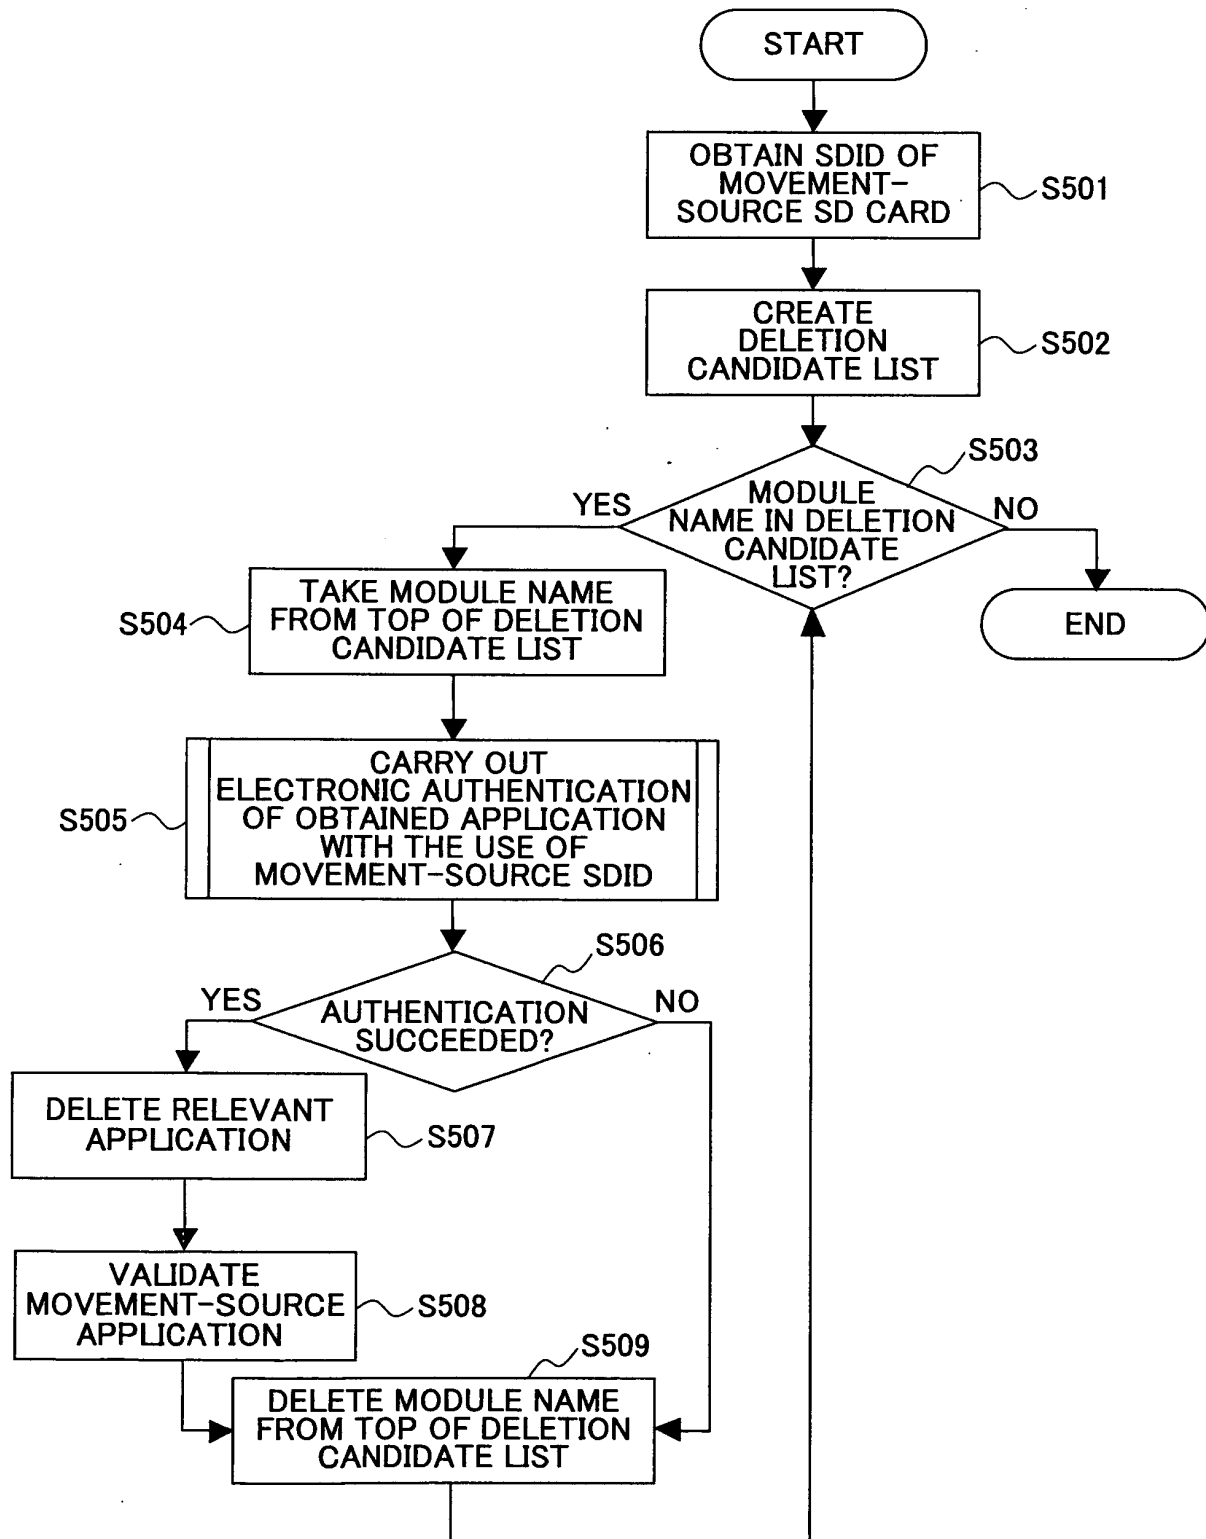 START
OBTAIN SDID OF
MOVEMENT-
SOURCE SD CARD
S501
CREATE
DELETION
CANDIDATE LIST
S502
S503
MODULE
NAME IN DELETION
CANDIDATE
LIST?
YES
NO
END
TAKE MODULE NAME
FROM TOP OF DELETION
CANDIDATE LIST
S504
CARRY OUT
ELECTRONIC AUTHENTICATION
OF OBTAINED APPLICATION
WITH THE USE OF
MOVEMENT-SOURCE SDID
S505
S506
AUTHENTICATION
SUCCEEDED?
YES
NO
DELETE RELEVANT
APPLICATION
S507
VALIDATE
MOVEMENT-SOURCE
APPLICATION
S508
S509
DELETE MODULE NAME
FROM TOP OF DELETION
CANDIDATE LIST